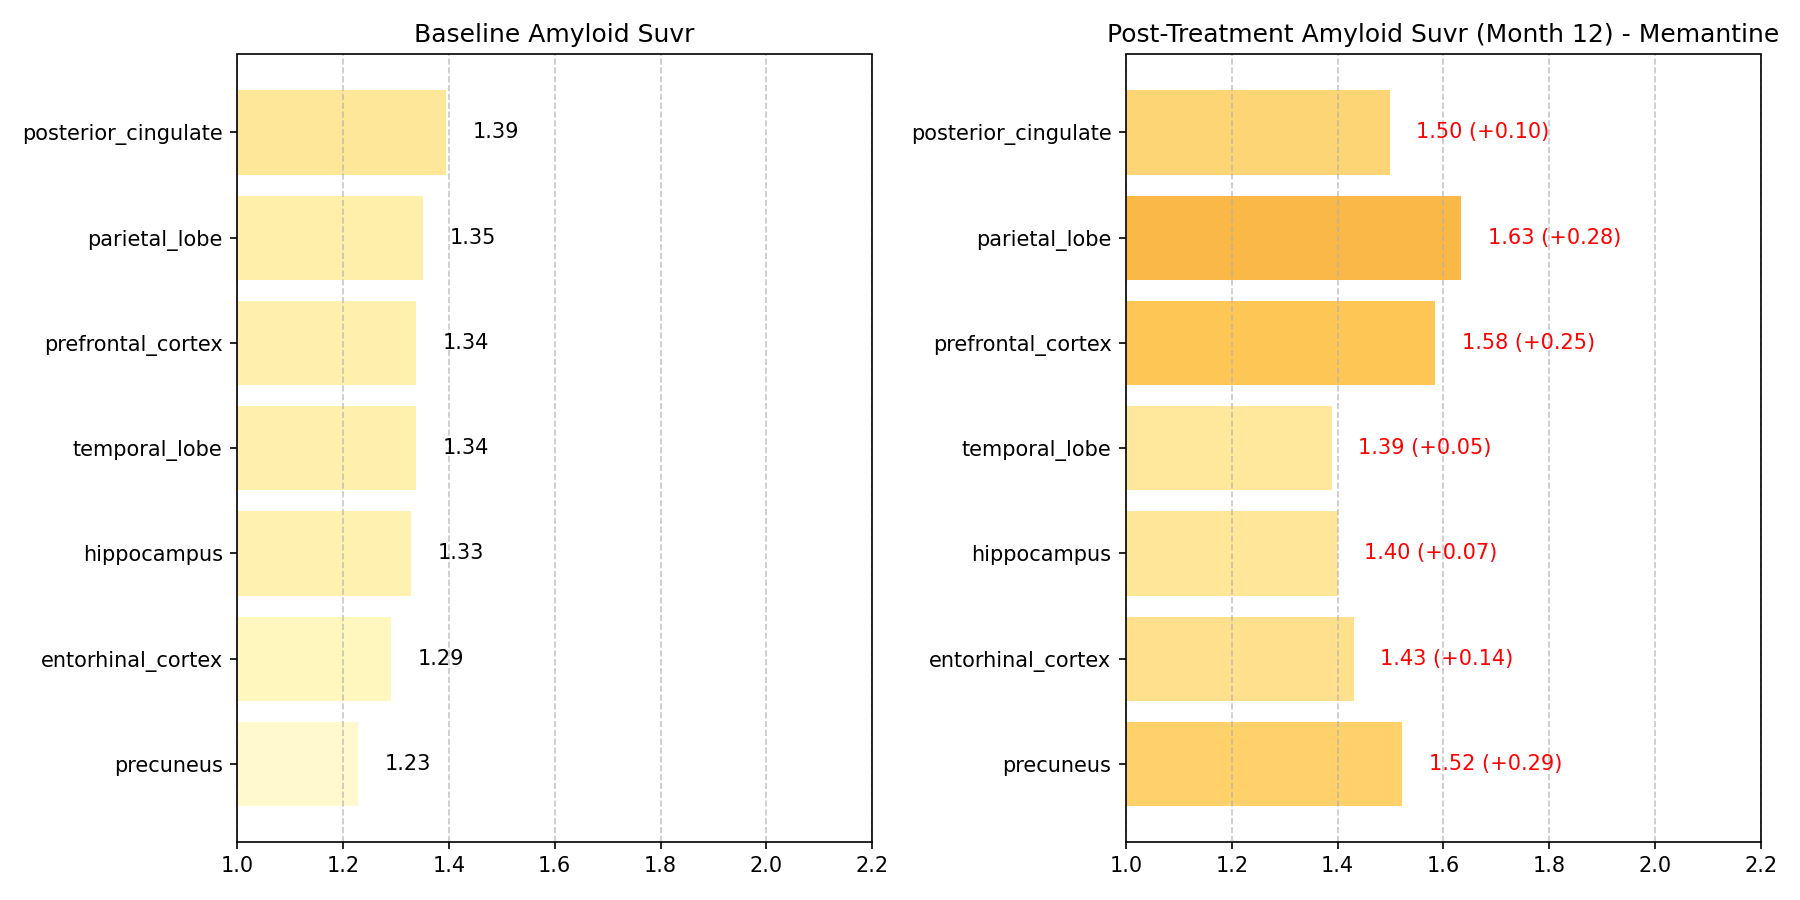 Baseline Amyloid Suvr
posterior_cingulate
1.39
parietal_lobe
1.35
prefrontal_cortex
1.34
temporal_lobe
1.34
hippocampus
1.33
entorhinal_cortex
1.29
precuneus
1.23
1.0 1.2 1.4 1.6 1.8 2.0 2.2
Post-Treatment Amyloid Suvr (Month 12) - Memantine
posterior_cingulate
1.50 (+0.10)
parietal_lobe
1.63 (+0.28)
prefrontal_cortex
1.58 (+0.25)
temporal_lobe
1.39 (+0.05)
hippocampus
1.40 (+0.07)
entorhinal_cortex
1.43 (+0.14)
precuneus
1.52 (+0.29)
1.0 1.2 1.4 1.6 1.8 2.0 2.2